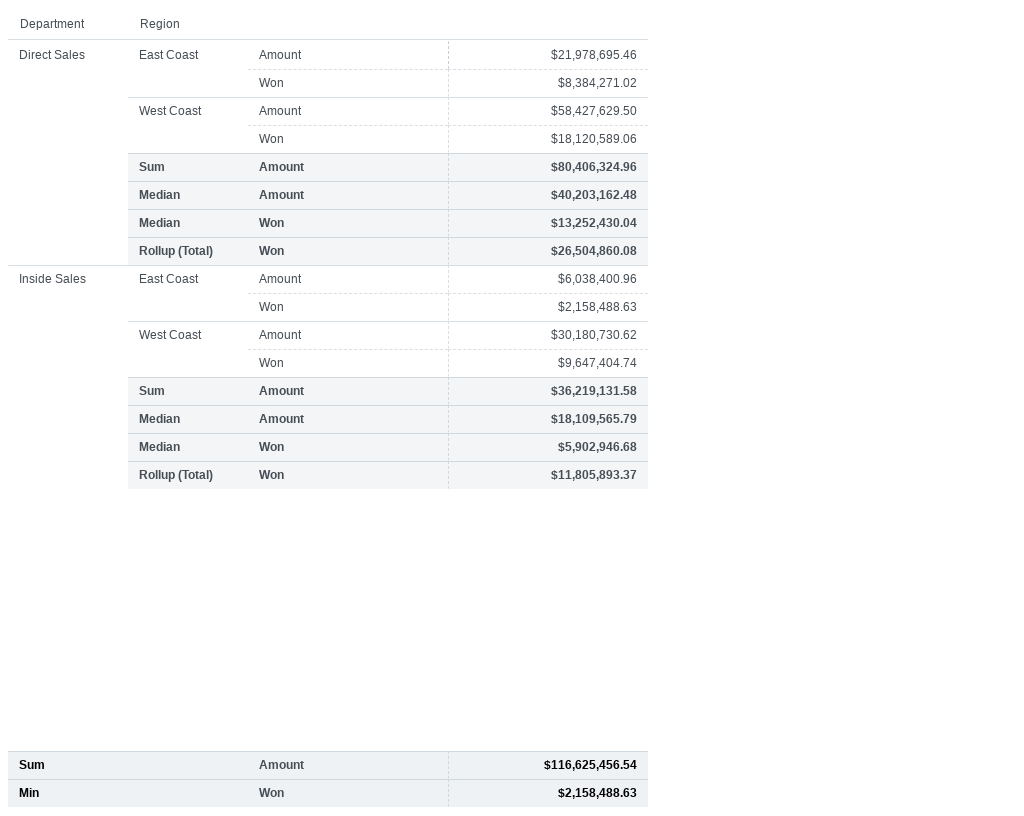 Department Region
Direct Sales East Coast Amount $21,978,695.46
Won $8,384,271.02
West Coast Amount $58,427,629.50
Won $18,120,589.06
Sum Amount $80,406,324.96
Median Amount $40,203,162.48
Median Won $13,252,430.04
Rollup (Total) Won $26,504,860.08
Inside Sales East Coast Amount $6,038,400.96
Won $2,158,488.63
West Coast Amount $30,180,730.62
Won $9,647,404.74
Sum Amount $36,219,131.58
Median Amount $18,109,565.79
Median Won $5,902,946.68
Rollup (Total) Won $11,805,893.37
Sum Amount $116,625,456.54
Min Won $2,158,488.63